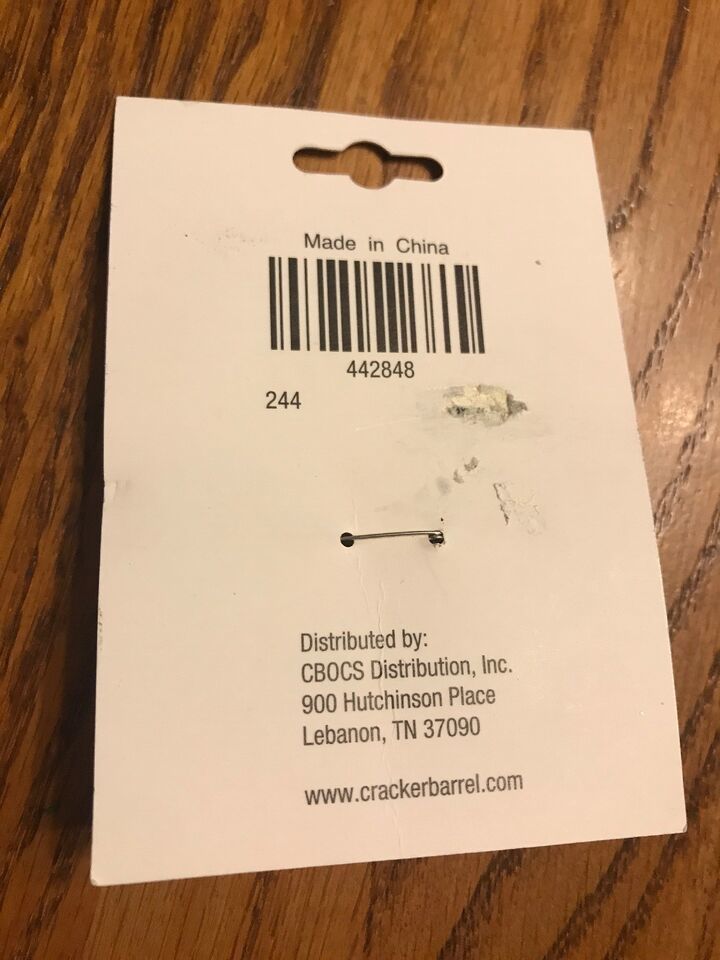 Made in China
442848
244
Distributed by:
CBOCS Distribution, Inc.
900 Hutchinson Place
Lebanon, TN 37090
www.crackerbarrel.com